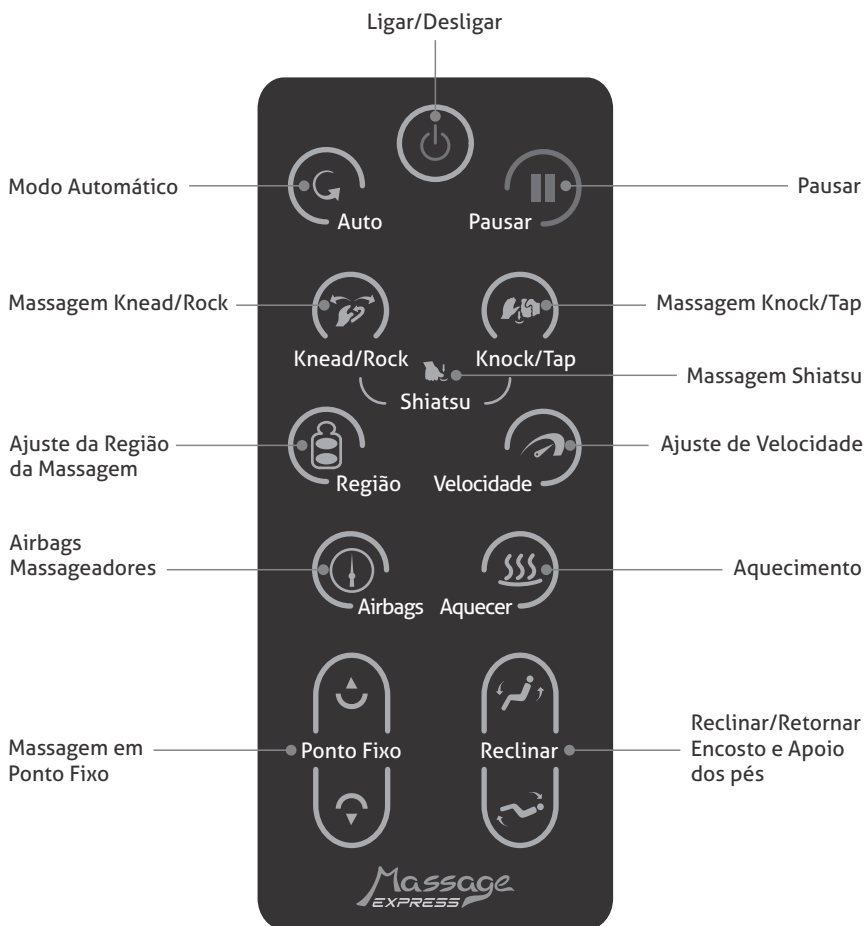 Ligar/Desligar
Modo Automático
Auto
Pausar
Pausar
Massagem Knead/Rock
Massagem Knock/Tap
Knead/Rock
Knock/Tap
Massagem Shiatsu
Shiatsu
Ajuste da Região
da Massagem
Ajuste de Velocidade
Região
Velocidade
Airbags
Massageadores
Aquecimento
Airbags
Aquecer
Massagem em
Ponto Fixo
Ponto Fixo
Reclinar
Reclinar/Retornar
Encosto e Apoio
dos pés
Massage
EXPRESS